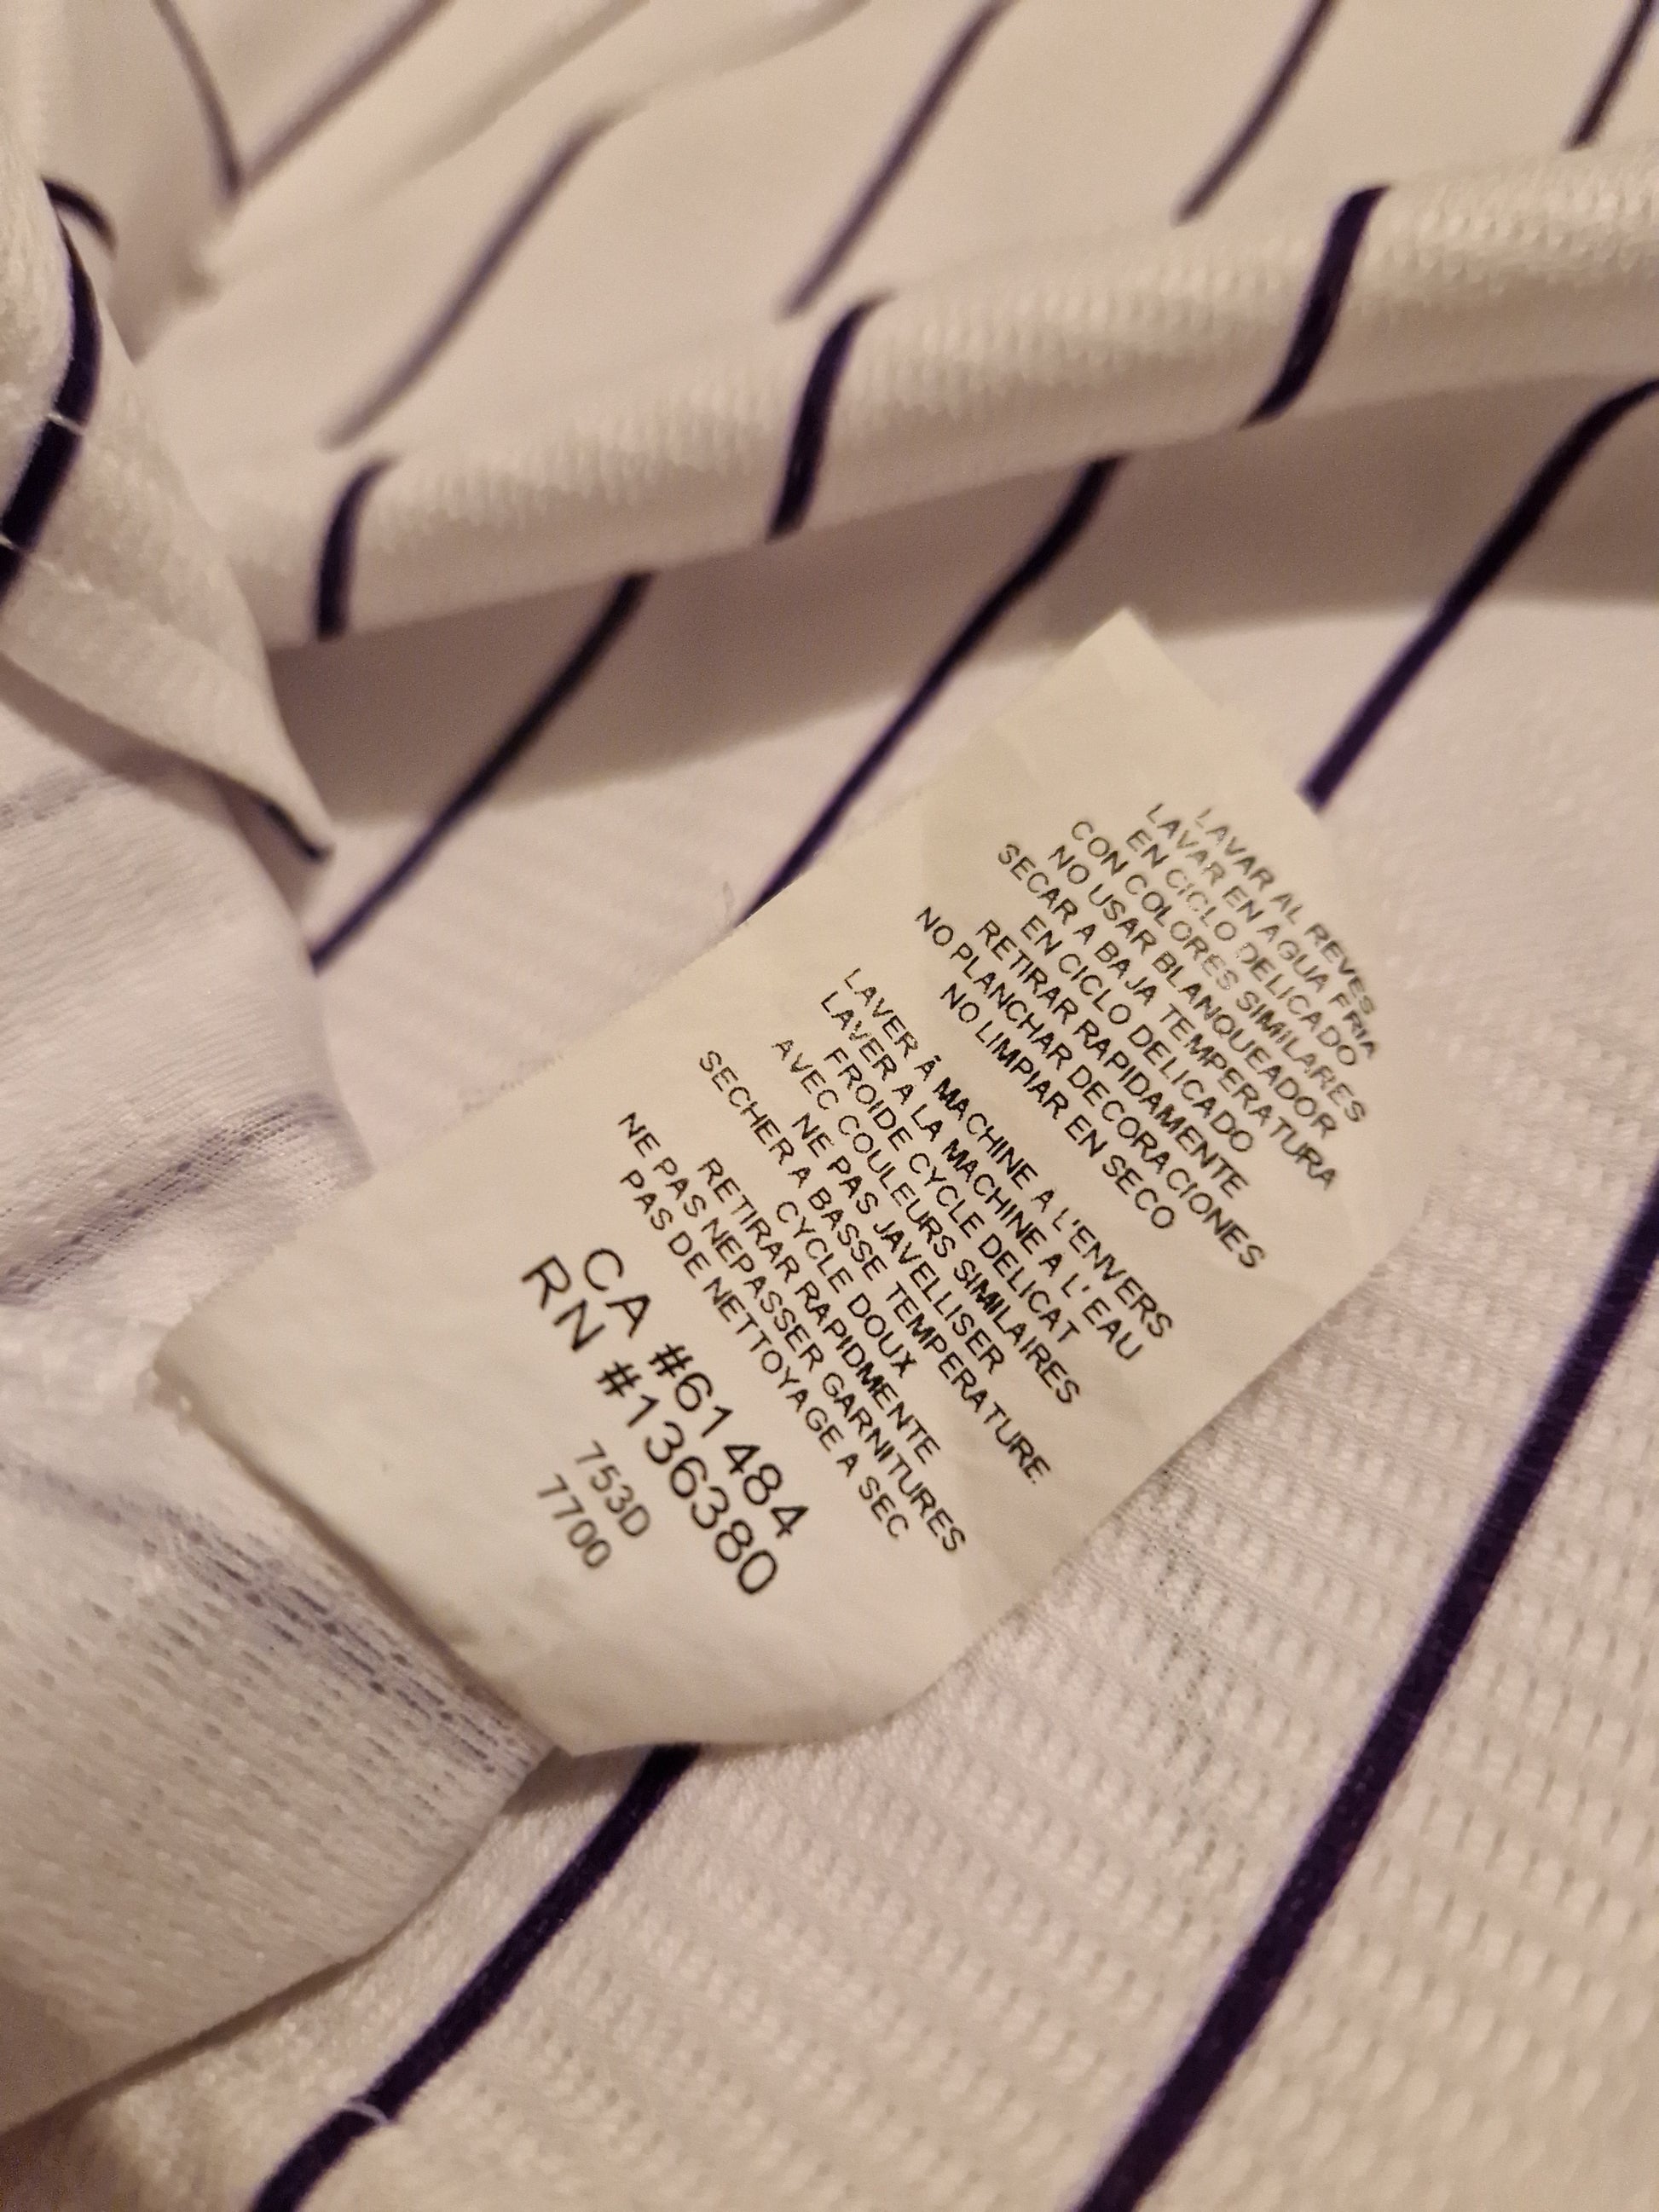 LAVAR AL REVES
LAVAR EN AGUA FRIA
EN CICLO DELICADO
CON COLORES SIMILARES
NO USAR BLANQUEADOR
SECAR A BAJA TEMPERATURA
EN CICLO DELICADO
RETIRAR RAPIDAMENTE
NO PLANCHAR DECORACIONES
NO LIMPIAR EN SECO
LAVER À MACHINE A L'ENVERS
LAVER A LA MACHINE A L' EAU
FROIDE CYCLE DELICAT
AVEC COULEURS SIMILAIRES
NE PAS JAVELLISER
SECHER A BASSE TEMPERATURE.
CYCLE DOUX
RETIRAR RAPIDMENTE
NE PAS NEPASSER GARNITURES
PAS DE NETTOYAGE A SEC
CA #61484
RN #136380
753D
7700